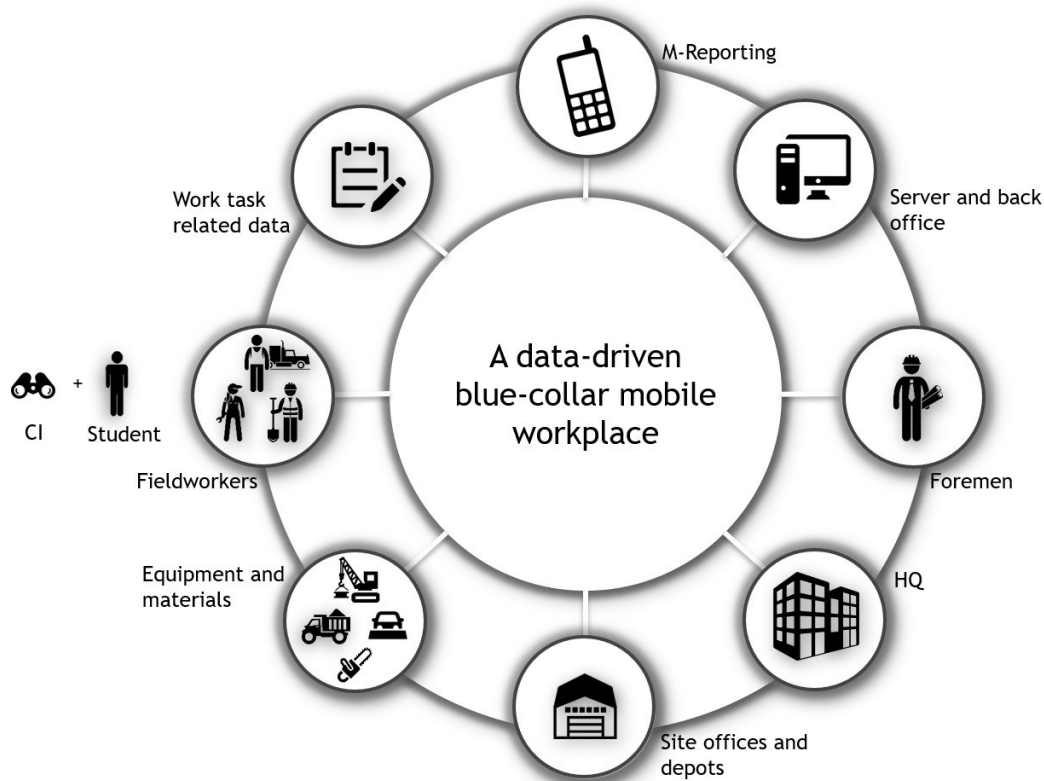 M-Reporting
Work task
related data
Server and back
office
A data-driven
blue-collar mobile
workplace
+
CI
Student
Fieldworkers
Foremen
Equipment and
materials
HQ
Site offices and
depots